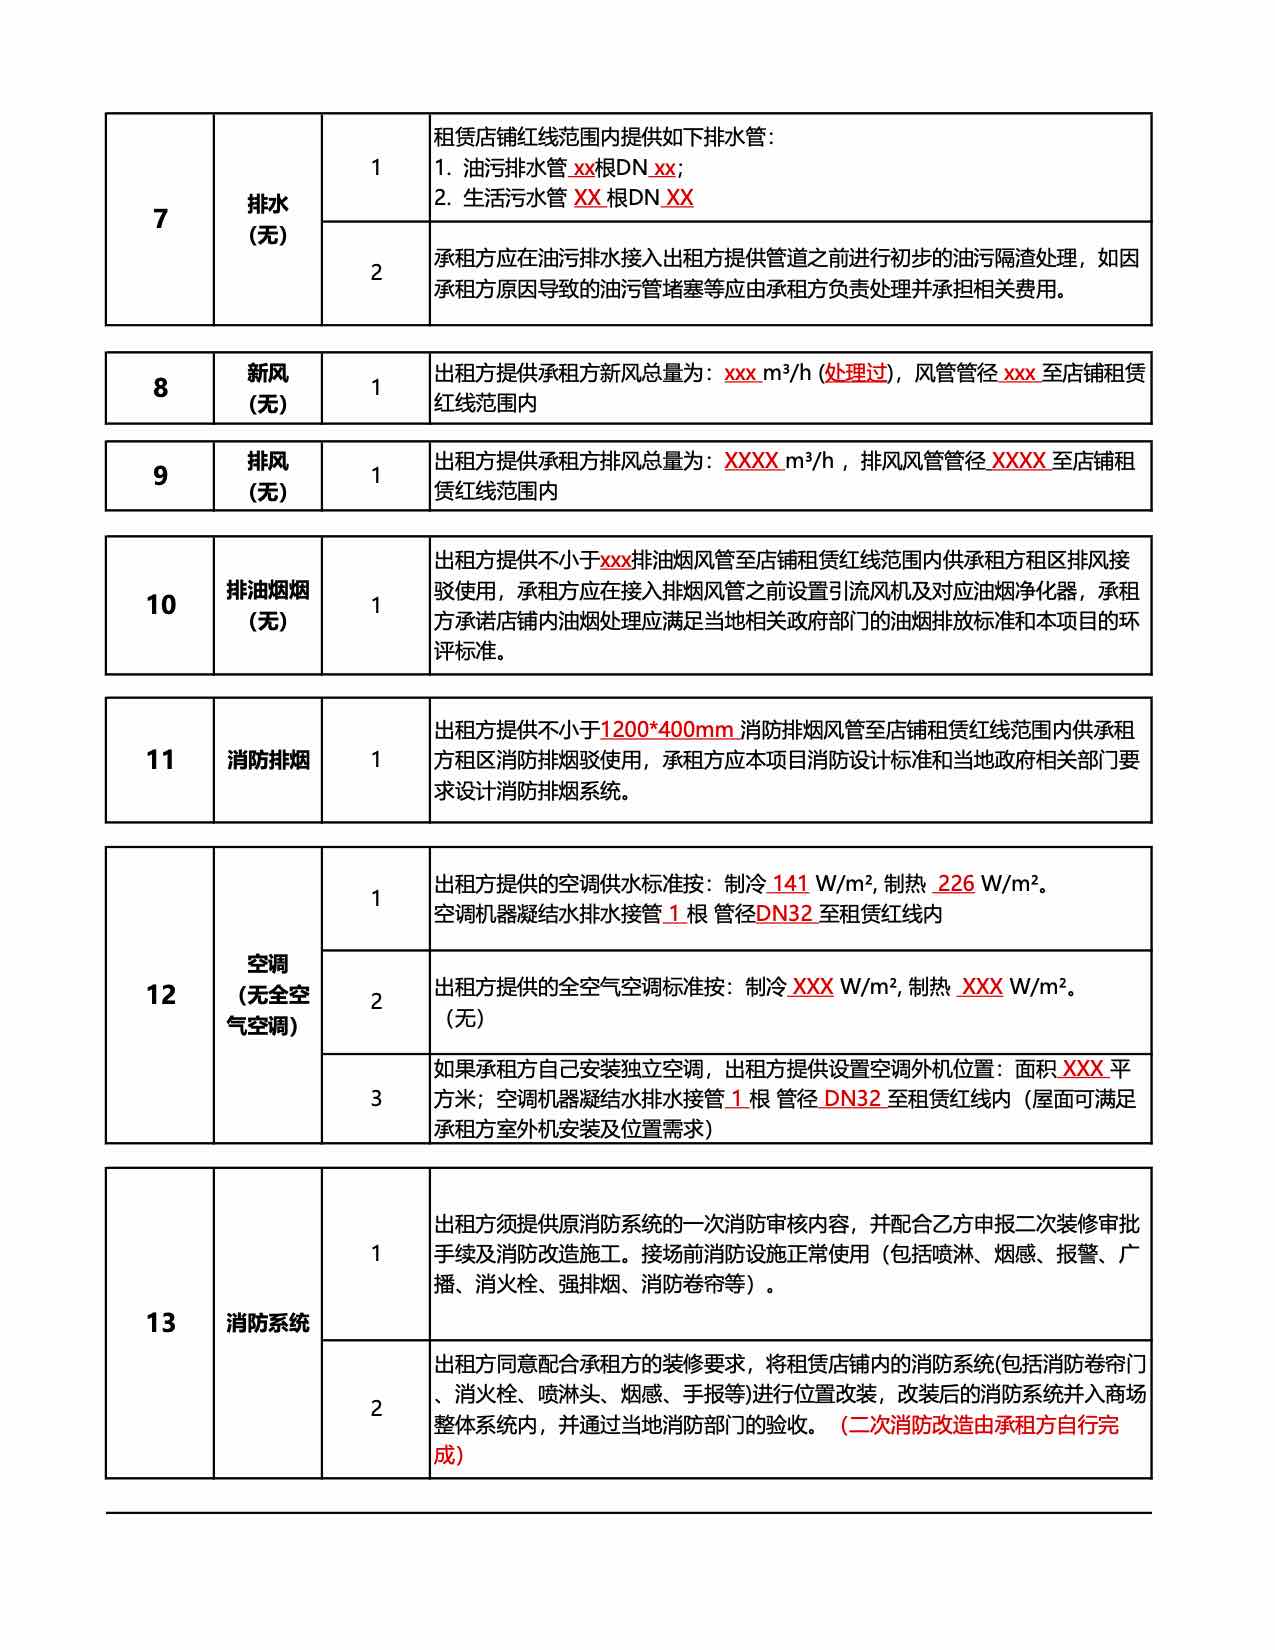 7
排水
（无）
1
租赁店铺红线范围内提供如下排水管：
1. 油污排水管 xx根DN xx；
2. 生活污水管 XX 根DN XX
2
承租方应在油污排水接入出租方提供管道之前进行初步的油污隔渣处理，如因
承租方原因导致的油污管堵塞等应由承租方负责处理并承担相关费用。
8
新风
（无）
1
出租方提供承租方新风总量为：xxx m³/h (处理过)，风管管径 xxx 至店铺租赁
红线范围内
9
排风
（无）
1
出租方提供承租方排风总量为：XXXX m³/h ，排风风管管径 XXXX 至店铺租
赁红线范围内
10
排油烟烟
（无）
1
出租方提供不小于xxx排油烟风管至店铺租赁红线范围内供承租方租区排风接
驳使用，承租方应在接入排烟风管之前设置引流风机及对应油烟净化器，承租
方承诺店铺内油烟处理应满足当地相关政府部门的油烟排放标准和本项目的环
评标准。
11
消防排烟
1
出租方提供不小于1200*400mm 消防排烟风管至店铺租赁红线范围内供承租
方租区消防排烟驳使用，承租方应本项目消防设计标准和当地政府相关部门要
求设计消防排烟系统。
12
空调
（无全空
气空调）
1
出租方提供的空调供水标准按：制冷 141 W/m², 制热 226 W/m²。
空调机器凝结水排水接管 1 根 管径DN32 至租赁红线内
2
出租方提供的全空气空调标准按：制冷 XXX W/m², 制热 XXX W/m²。
（无）
3
如果承租方自己安装独立空调，出租方提供设置空调外机位置：面积 XXX 平
方米；空调机器凝结水排水接管 1 根 管径 DN32 至租赁红线内（屋面可满足
承租方室外机安装及位置需求）
13
消防系统
1
出租方须提供原消防系统的一次消防审核内容，并配合乙方申报二次装修审批
手续及消防改造施工。接场前消防设施正常使用（包括喷淋、烟感、报警、广
播、消火栓、强排烟、消防卷帘等）。
2
出租方同意配合承租方的装修要求，将租赁店铺内的消防系统(包括消防卷帘门
、消火栓、喷淋头、烟感、手报等)进行位置改装，改装后的消防系统并入商场
整体系统内，并通过当地消防部门的验收。（二次消防改造由承租方自行完
成）